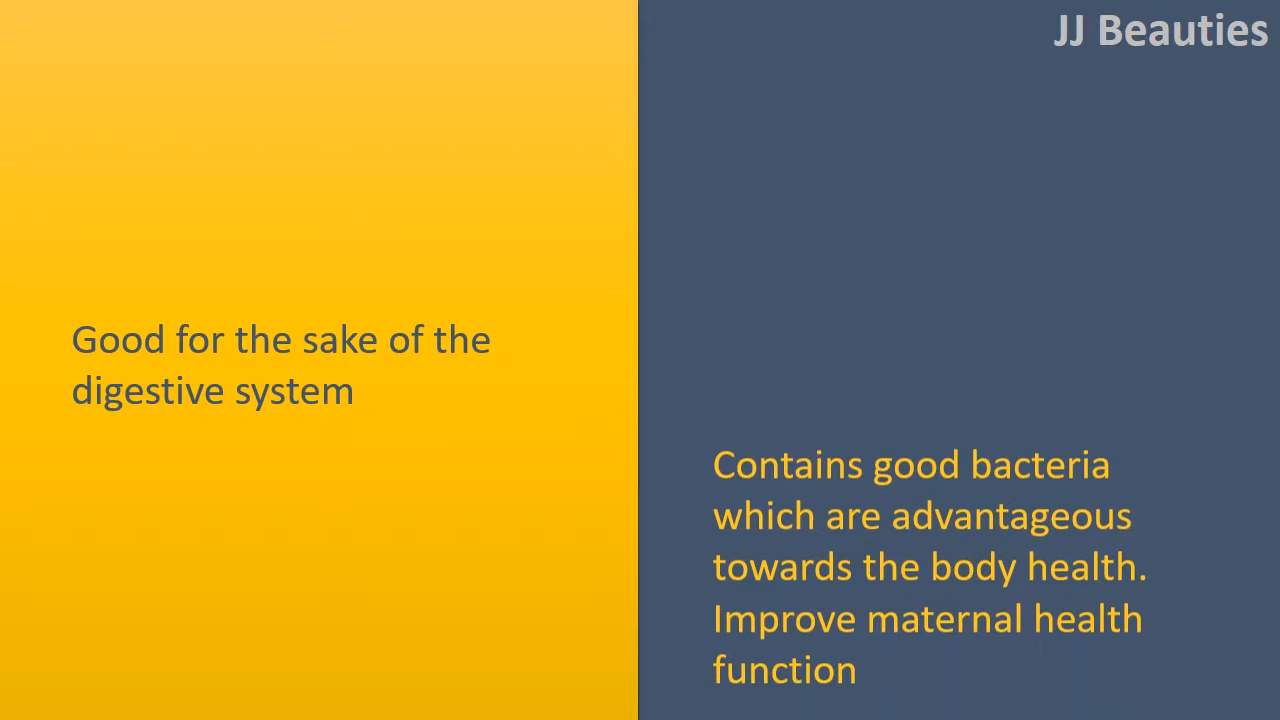 JJ Beauties
Good for the sake of the
digestive system
Contains good bacteria
which are advantageous
towards the body health.
Improve maternal health
function